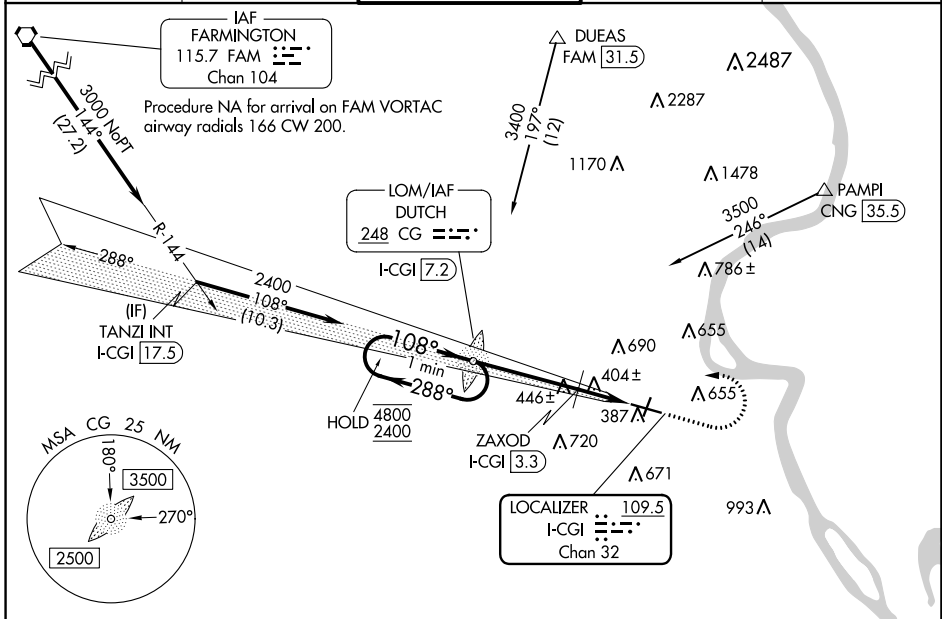 IAF
FARMINGTON
115.7 FAM
Chan 104
Procedure NA for arrival on FAM VORTAC
airway radials 166 CW 200.
3000 NoPT
144°
(27.2)
R-144
DUEAS
FAM 31.5
3400
197°
(12)
2487
2287
1170
1478
PAMPI
CNG 35.5
3500
246°
(14)
786±
LOM/IAF
DUTCH
248 CG
I-CGI 7.2
288°
2400
108°
(10.3)
(IF)
TANZI INT
I-CGI 17.5
108°
1 min
288°
HOLD 4800
2400
690
655
655
404±
446±
387
ZAXOD
I-CGI 3.3
720
671
993
LOCALIZER 109.5
I-CGI
Chan 32
MSA CG 25 NM
180°
3500
270°
2500